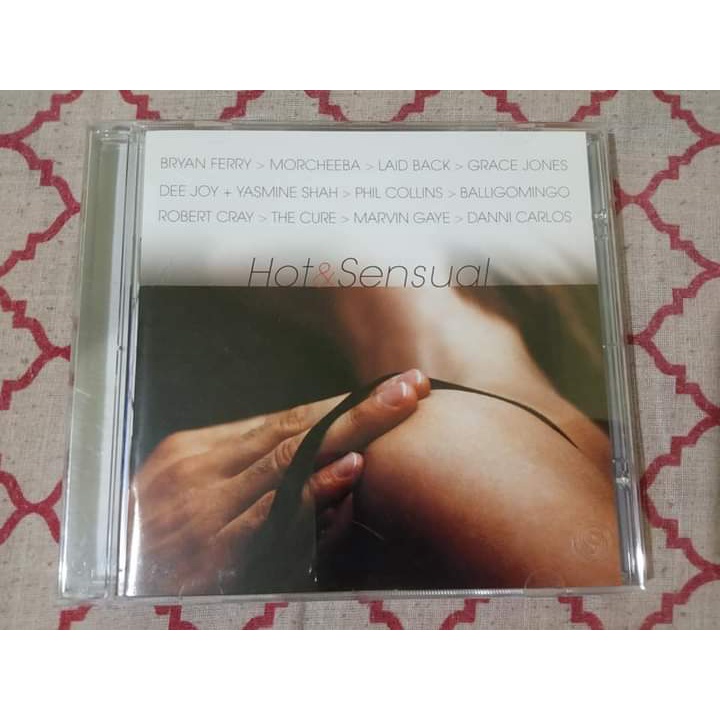 BRYAN FERRY > MORCHEEBA > LAID BACK > GRACE JONES
DEE JOY + YASMINE SHAH > PHIL COLLINS > BALLIGOMINGO
ROBERT CRAY > THE CURE > MARVIN GAYE > DANNI CARLOS
Hot&Sensual